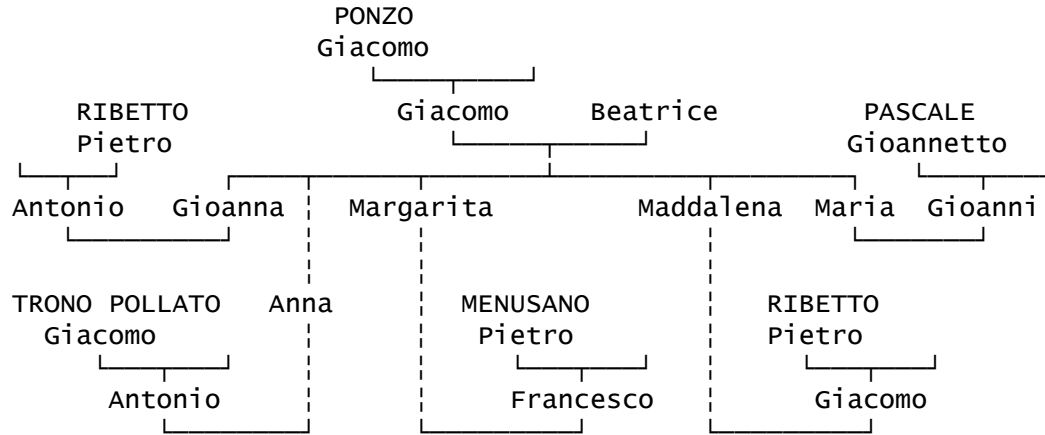 PONZO
Giacomo
Giacomo Beatrice
RIBETTO PASCALE
Pietro Gioannetto
Antonio Gioanna Margarita Maddalena Maria Gioanni
TRONO POLLATO Anna MENUSANO RIBETTO
Giacomo Pietro Pietro
Antonio Francesco Giacomo